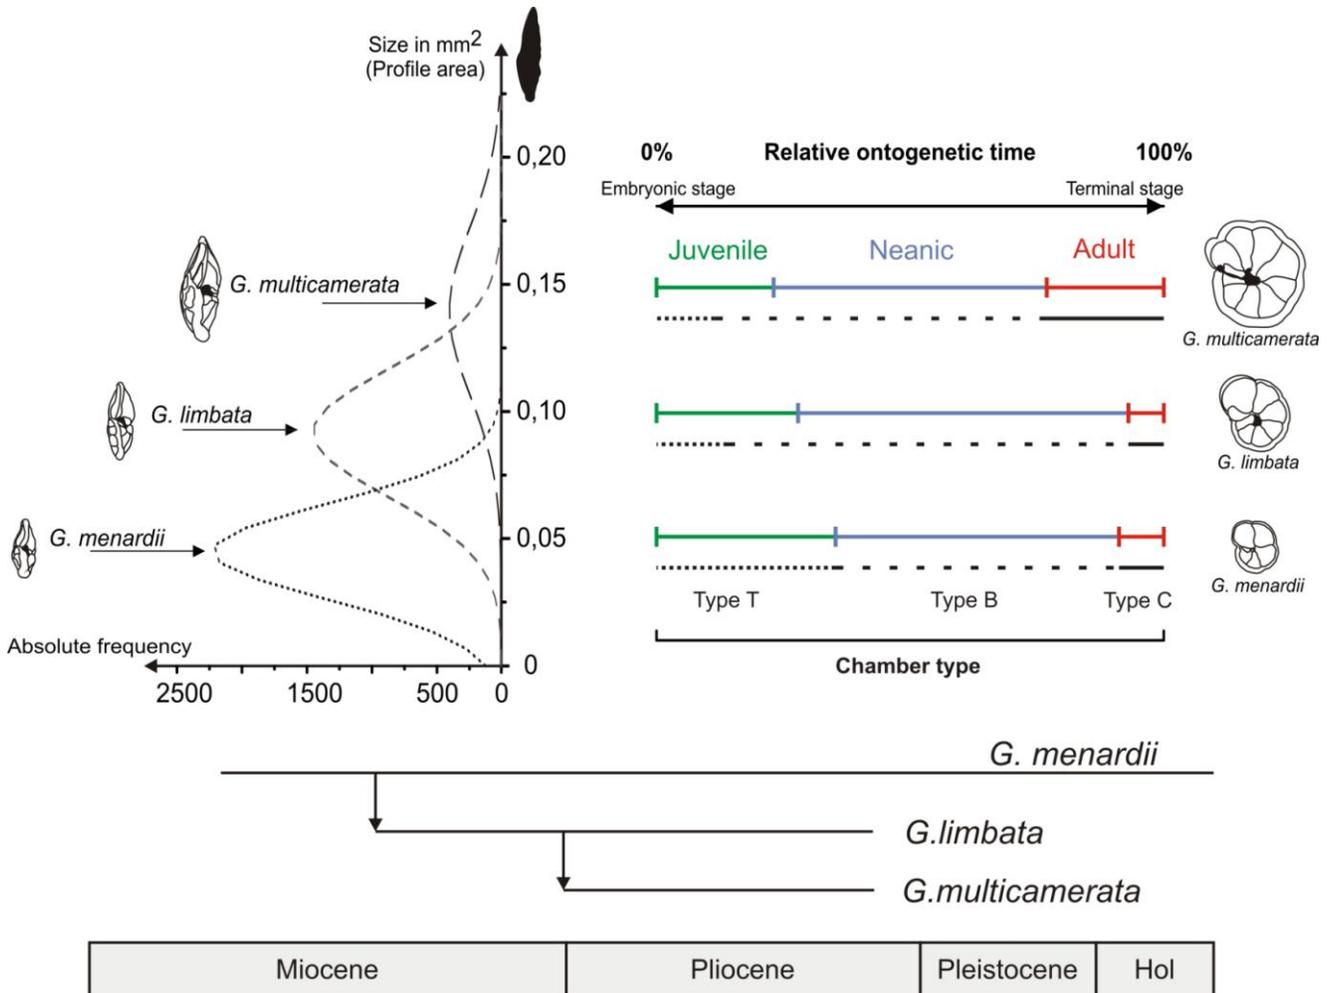 Size in mm2
(Profile area)
0,20
0,15
0,10
0,05
0
G. multicamerata
G. limbata
G. menardii
Absolute frequency
2500 1500 500 0
0% Relative ontogenetic time 100%
Embryonic stage Terminal stage
Juvenile Neanic Adult
G. multicamerata
G. limbata
G. menardii
Type T Type B Type C
Chamber type
G. menardii
G.limbata
G.multicamerata
Miocene Pliocene Pleistocene Hol